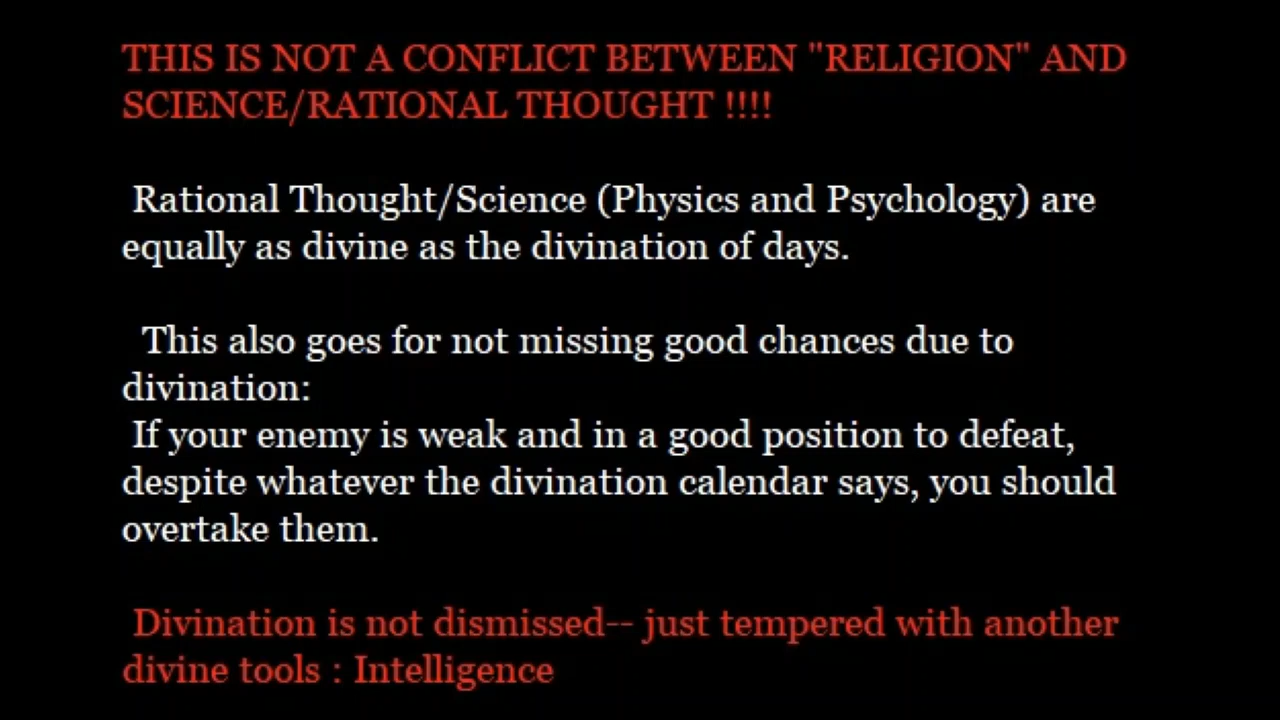 THIS IS NOT A CONFLICT BETWEEN "RELIGION" AND
SCIENCE/RATIONAL THOUGHT !!!!
Rational Thought/Science (Physics and Psychology) are
equally as divine as the divination of days.
This also goes for not missing good chances due to
divination:
If your enemy is weak and in a good position to defeat,
despite whatever the divination calendar says, you should
overtake them.
Divination is not dismissed-- just tempered with another
divine tools : Intelligence